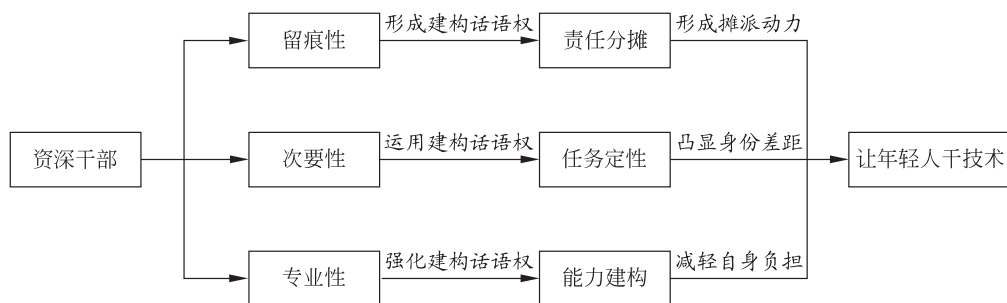 留痕性 形成建构话语权 责任分摊 形成摊派动力
资深干部 次要性 运用建构话语权 任务定性 凸显身份差距 让年轻人干技术
专业性 强化建构话语权 能力建构 减轻自身负担